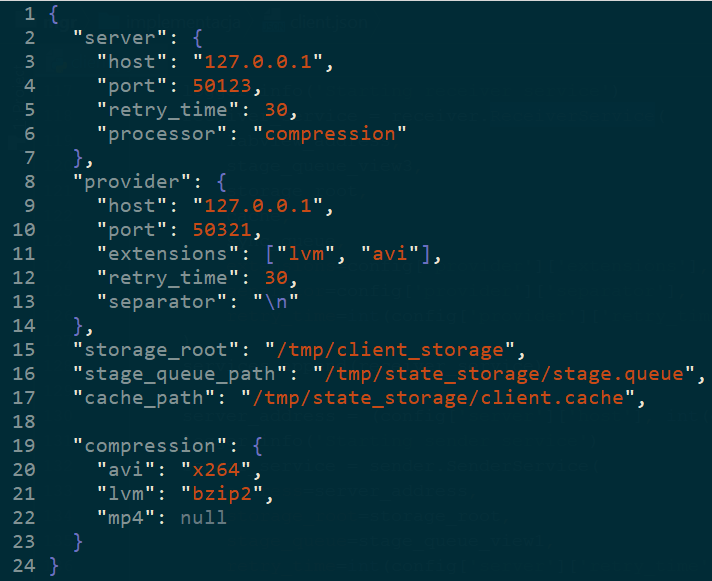 1 {
2   "server": {
3     "host": "127.0.0.1",
4     "port": 50123,
5     "retry_time": 30,
6     "processor": "compression"
7   },
8   "provider": {
9     "host": "127.0.0.1",
10     "port": 50321,
11     "extensions": ["lvm", "avi"],
12     "retry_time": 30,
13     "separator": "\n"
14   },
15   "storage_root": "/tmp/client_storage",
16   "stage_queue_path": "/tmp/state_storage/stage.queue",
17   "cache_path": "/tmp/state_storage/client.cache",
18
19   "compression": {
20     "avi": "x264",
21     "lvm": "bzip2",
22     "mp4": null
23   }
24 }